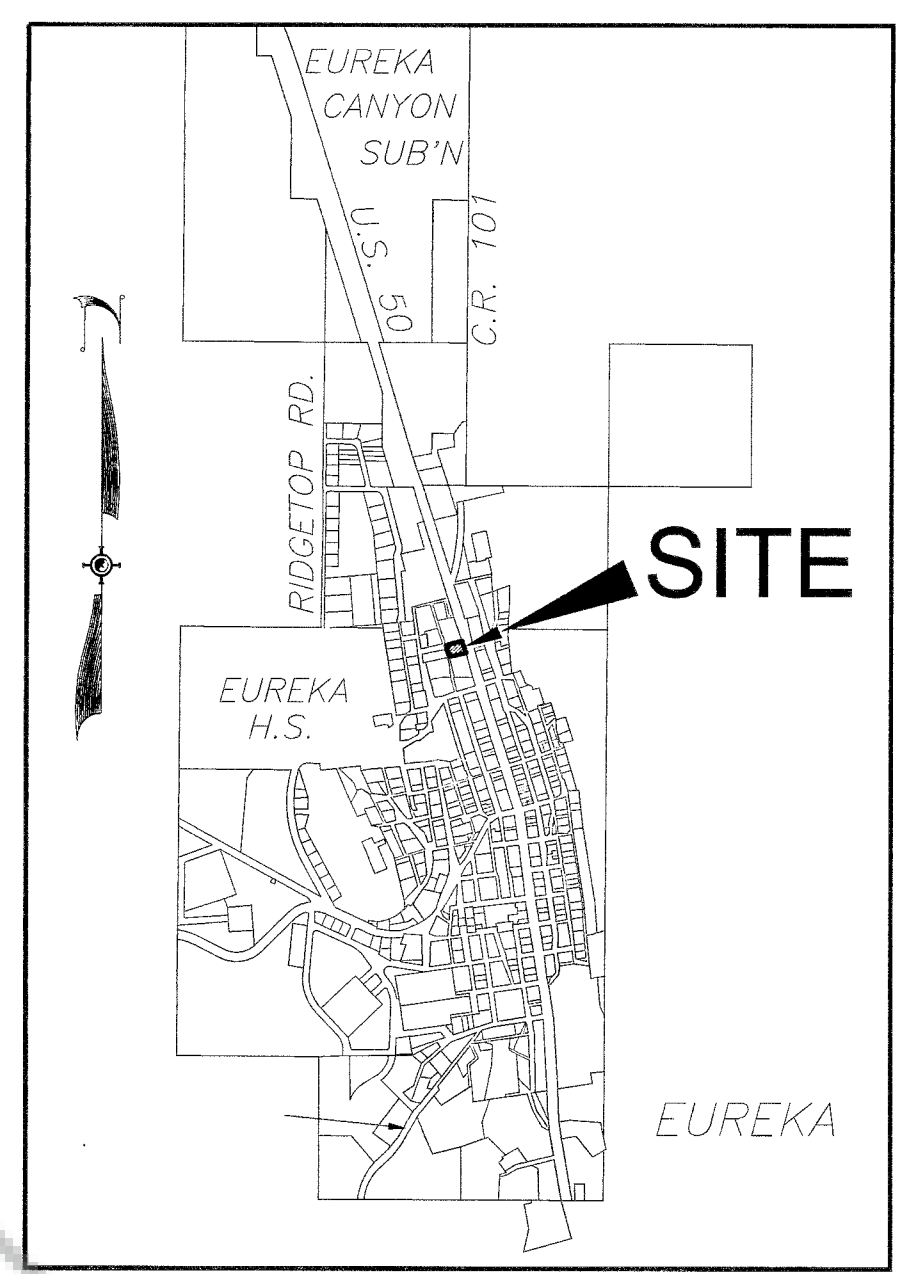 EUREKA
CANYON
SUB'N
U.S. 50
C.R. 101
RIDGETOP RD.
SITE
EUREKA
H.S.
EUREKA